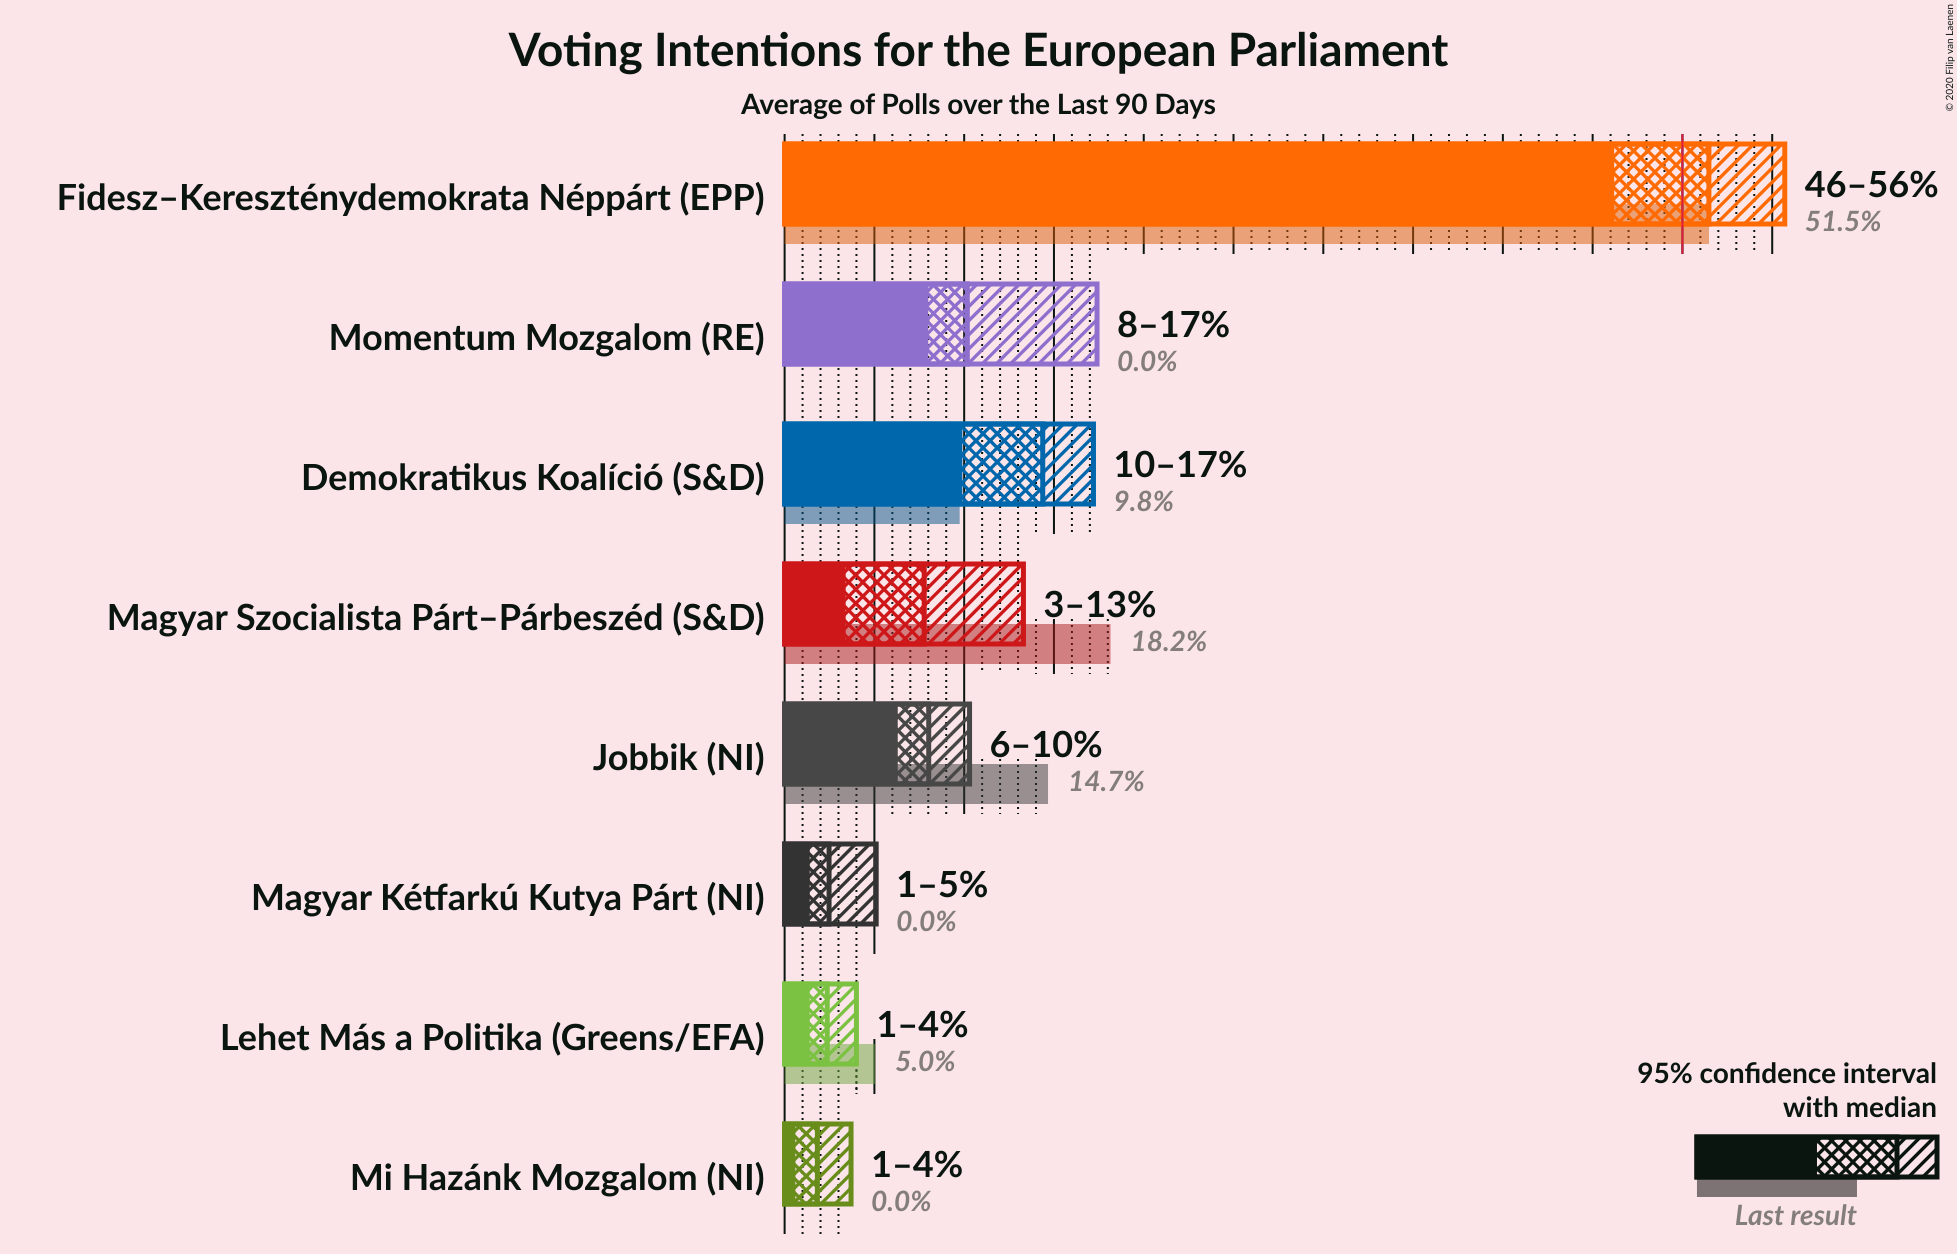 Voting Intentions for the European Parliament
Average of Polls over the Last 90 Days
© 2020 Filip van Laenen
Fidesz–Kereszténydemokrata Néppárt (EPP)
46–56%
51.5%
Momentum Mozgalom (RE)
8–17%
0.0%
Demokratikus Koalíció (S&D)
10–17%
9.8%
Magyar Szocialista Párt–Párbeszéd (S&D)
3–13%
18.2%
Jobbik (NI)
6–10%
14.7%
Magyar Kétfarkú Kutya Párt (NI)
1–5%
0.0%
Lehet Más a Politika (Greens/EFA)
1–4%
5.0%
Mi Hazánk Mozgalom (NI)
1–4%
0.0%
95% confidence interval
with median
Last result